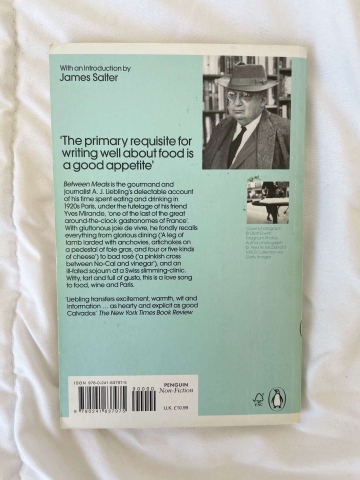 With an Introduction by
James Salter
'The primary requisite for
writing well about food is
a good appetite'
Between Meals is the gourmand and
journalist A. J. Liebling's delectable account
of his time spent eating and drinking in
1920s Paris, under the tutelage of his friend
Yves Mirande, 'one of the last of the great
around-the-clock gastronomes of France'.
With gluttonous joie de vivre, he fondly recalls
everything from glorious dining ('A leg of
lamb larded with anchovies, artichokes on
a pedestal of foie gras, and four or five kinds
of cheese') to bad rosé ('a pinkish cross
between No-Cal and vinegar'), and an
ill-fated sojourn at a Swiss slimming-clinic.
Witty, tart and full of gusto, this is a love song
to food, wine and Paris.
'Liebling transfers excitement, warmth, wit and
information ... as hearty and explicit as good
Calvados' The New York Times Book Review
Getty Images
90000
PENGUIN
Non-Fiction
U.K. £10.99
FSC